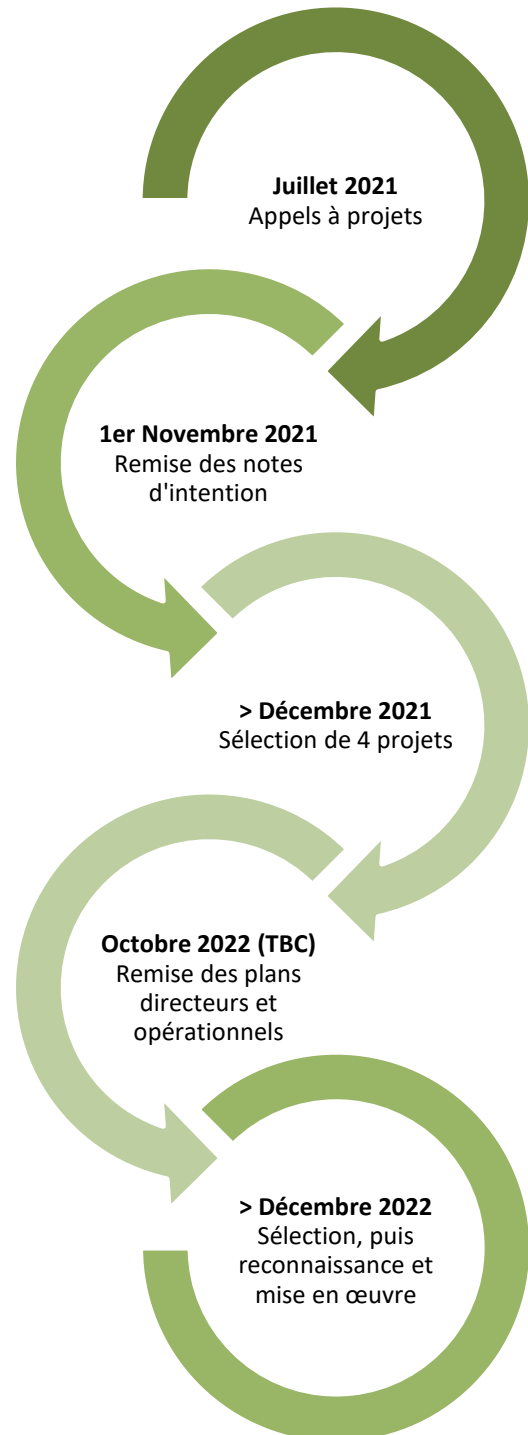 Juillet 2021
Appels à projets
1er Novembre 2021
Remise des notes
d'intention
> Décembre 2021
Sélection de 4 projets
Octobre 2022 (TBC)
Remise des plans
directeurs et
opérationnels
> Décembre 2022
Sélection, puis
reconnaissance et
mise en œuvre